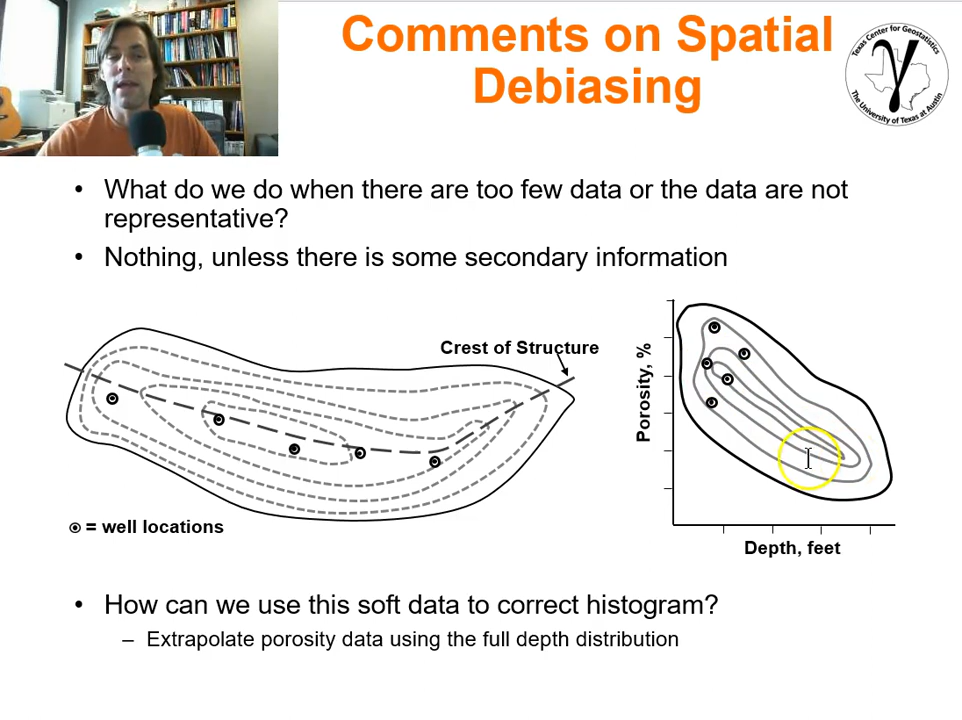 Comments on Spatial
Debiasing
Texas Center for Geostatistics
γ
The University of Texas at Austin
• What do we do when there are too few data or the data are not
representative?
• Nothing, unless there is some secondary information
Crest of Structure
= well locations
Porosity, %
Depth, feet
• How can we use this soft data to correct histogram?
– Extrapolate porosity data using the full depth distribution